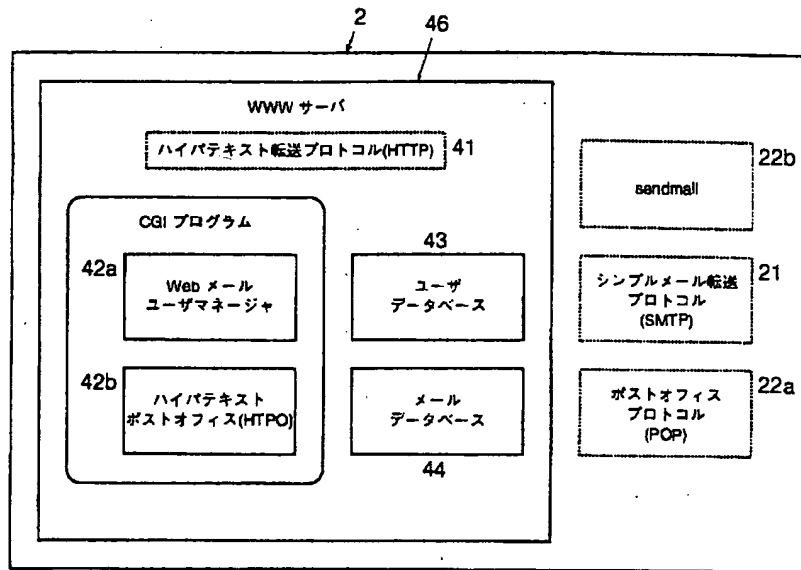 2
46
WWW サーバ
ハイパテキスト転送プロトコル(HTTP)
41
CGI プログラム
42a
Web メール
ユーザマネージャ
42b
ハイパテキスト
ポストオフィス(HTPO)
43
ユーザ
データベース
メール
データベース
44
22b
sendmail
シンプルメール転送
プロトコル
(SMTP)
21
ポストオフィス
プロトコル
(POP)
22a